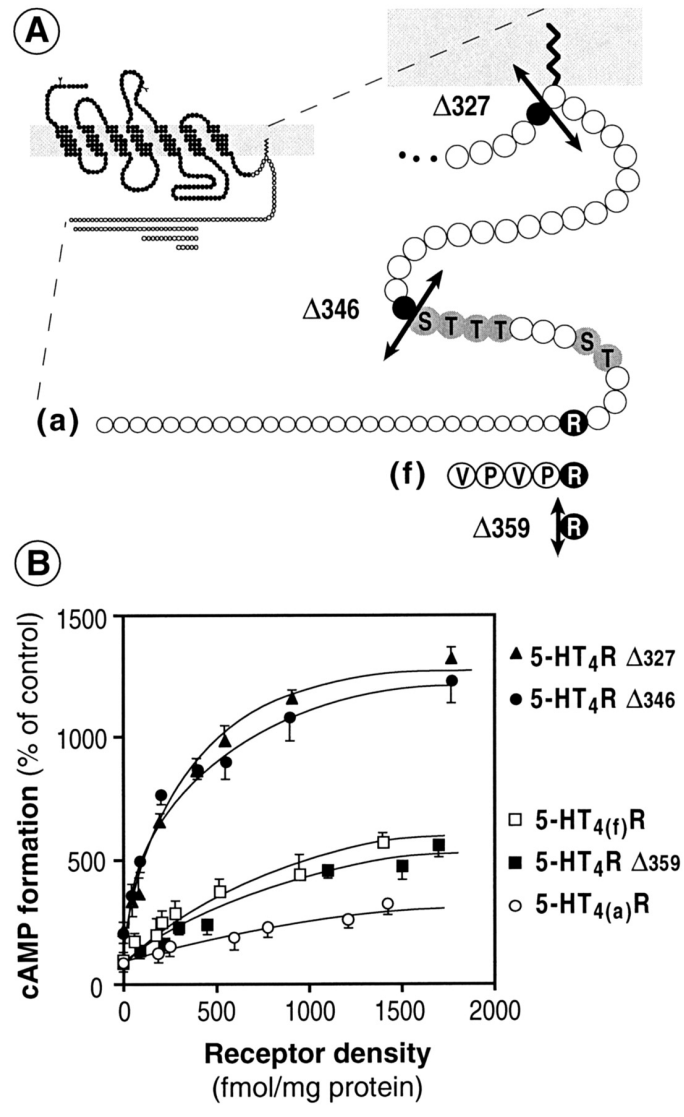 A
Δ327
Δ346
S T T T S T
(a) R
(f) V P V P R
Δ359 R
B
cAMP formation (% of control)
1500
1000
500
0
0 500 1000 1500 2000
Receptor density
(fmol/mg protein)
5-HT4R Δ327
5-HT4R Δ346
5-HT4(f)R
5-HT4R Δ359
5-HT4(a)R